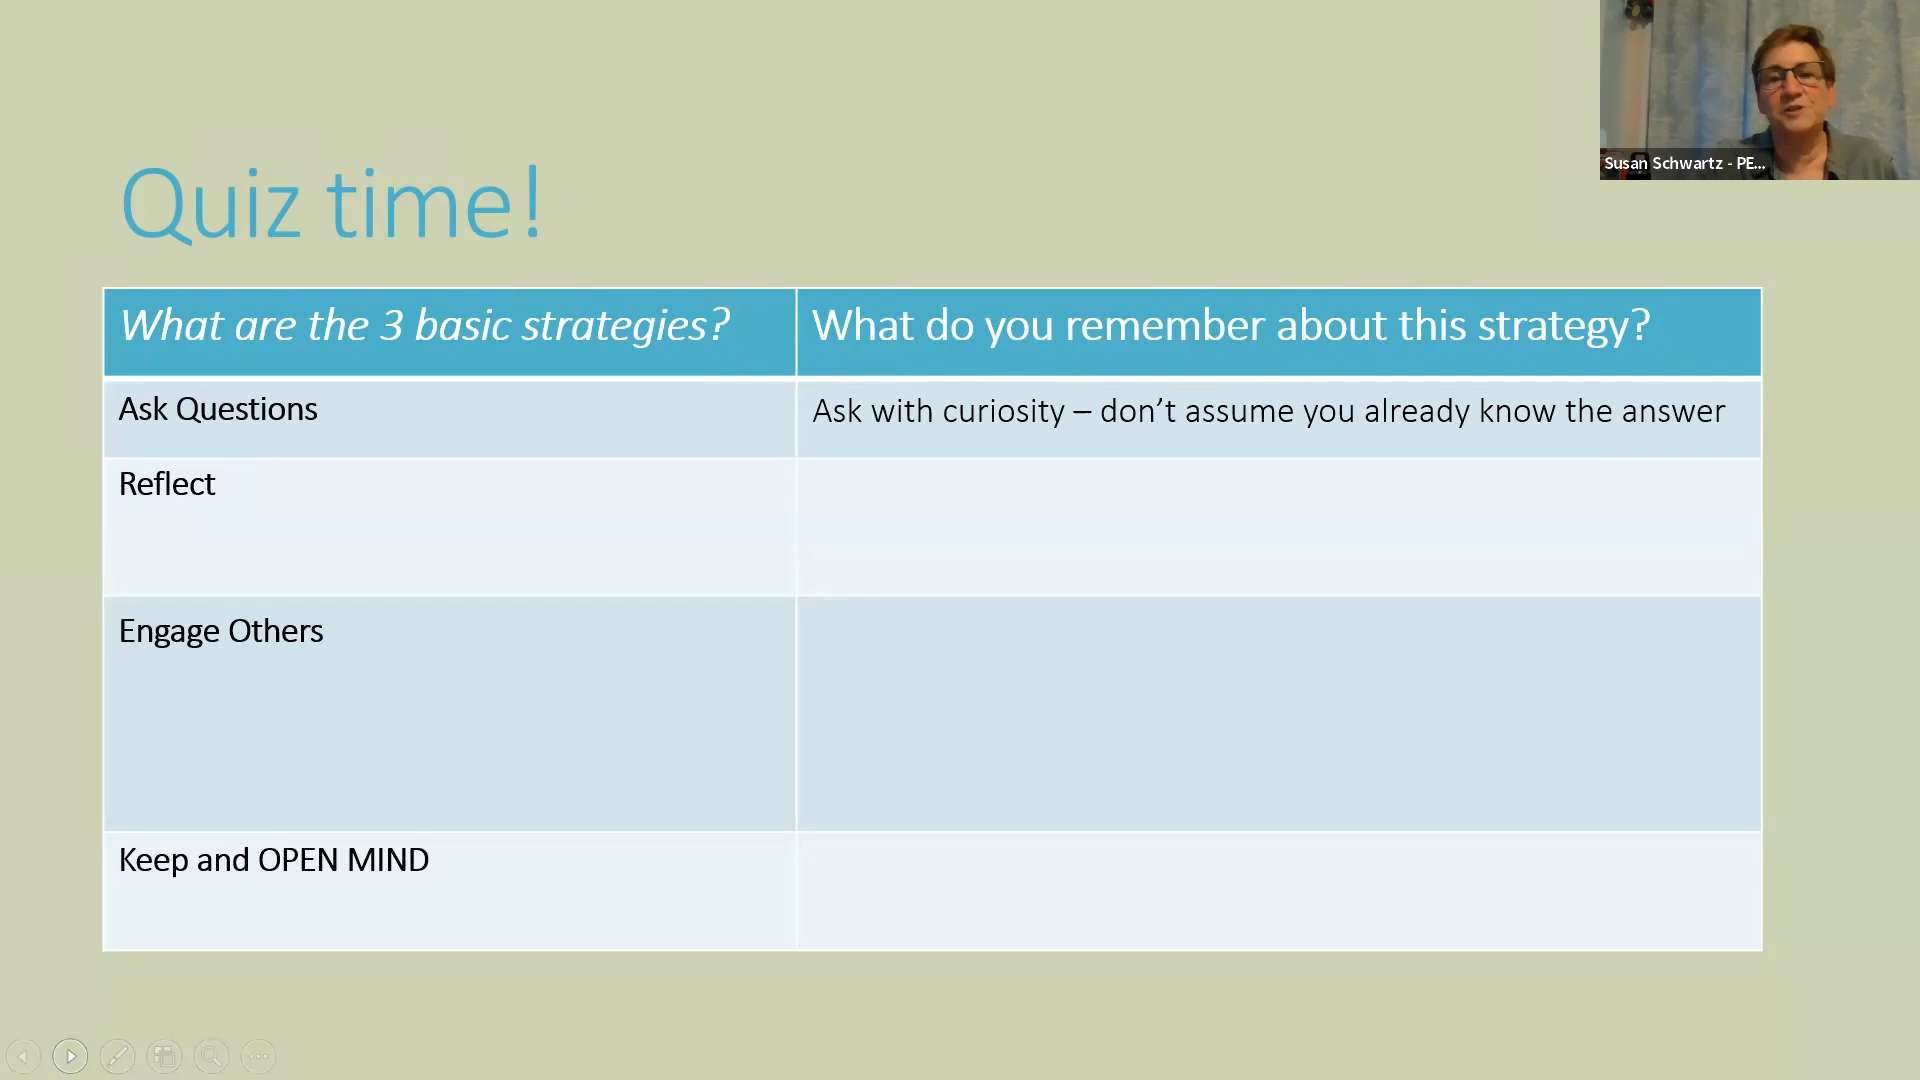 Susan Schwartz - PE...
Quiz time!
What are the 3 basic strategies?
What do you remember about this strategy?
Ask Questions
Ask with curiosity – don’t assume you already know the answer
Reflect
Engage Others
Keep and OPEN MIND